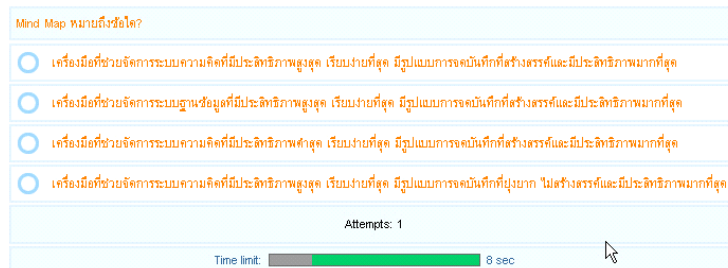 Mind Map หมายถึงข้อใด?
เครื่องมือที่ช่วยจัดการระบบความคิดที่มีประสิทธิภาพสูงสุด เรียบง่ายที่สุด มีรูปแบบการจดบันทึกที่สร้างสรรค์และมีประสิทธิภาพมากที่สุด
เครื่องมือที่ช่วยจัดการระบบฐานข้อมูลที่มีประสิทธิภาพสูงสุด เรียบง่ายที่สุด มีรูปแบบการจดบันทึกที่สร้างสรรค์และมีประสิทธิภาพมากที่สุด
เครื่องมือที่ช่วยจัดการระบบความคิดที่มีประสิทธิภาพต่ำสุด เรียบง่ายที่สุด มีรูปแบบการจดบันทึกที่สร้างสรรค์และมีประสิทธิภาพมากที่สุด
เครื่องมือที่ช่วยจัดการระบบความคิดที่มีประสิทธิภาพสูงสุด เรียบง่ายที่สุด มีรูปแบบการจดบันทึกที่ยุ่งยาก ไม่สร้างสรรค์และมีประสิทธิภาพมากที่สุด
Attempts: 1
Time limit: 8 sec